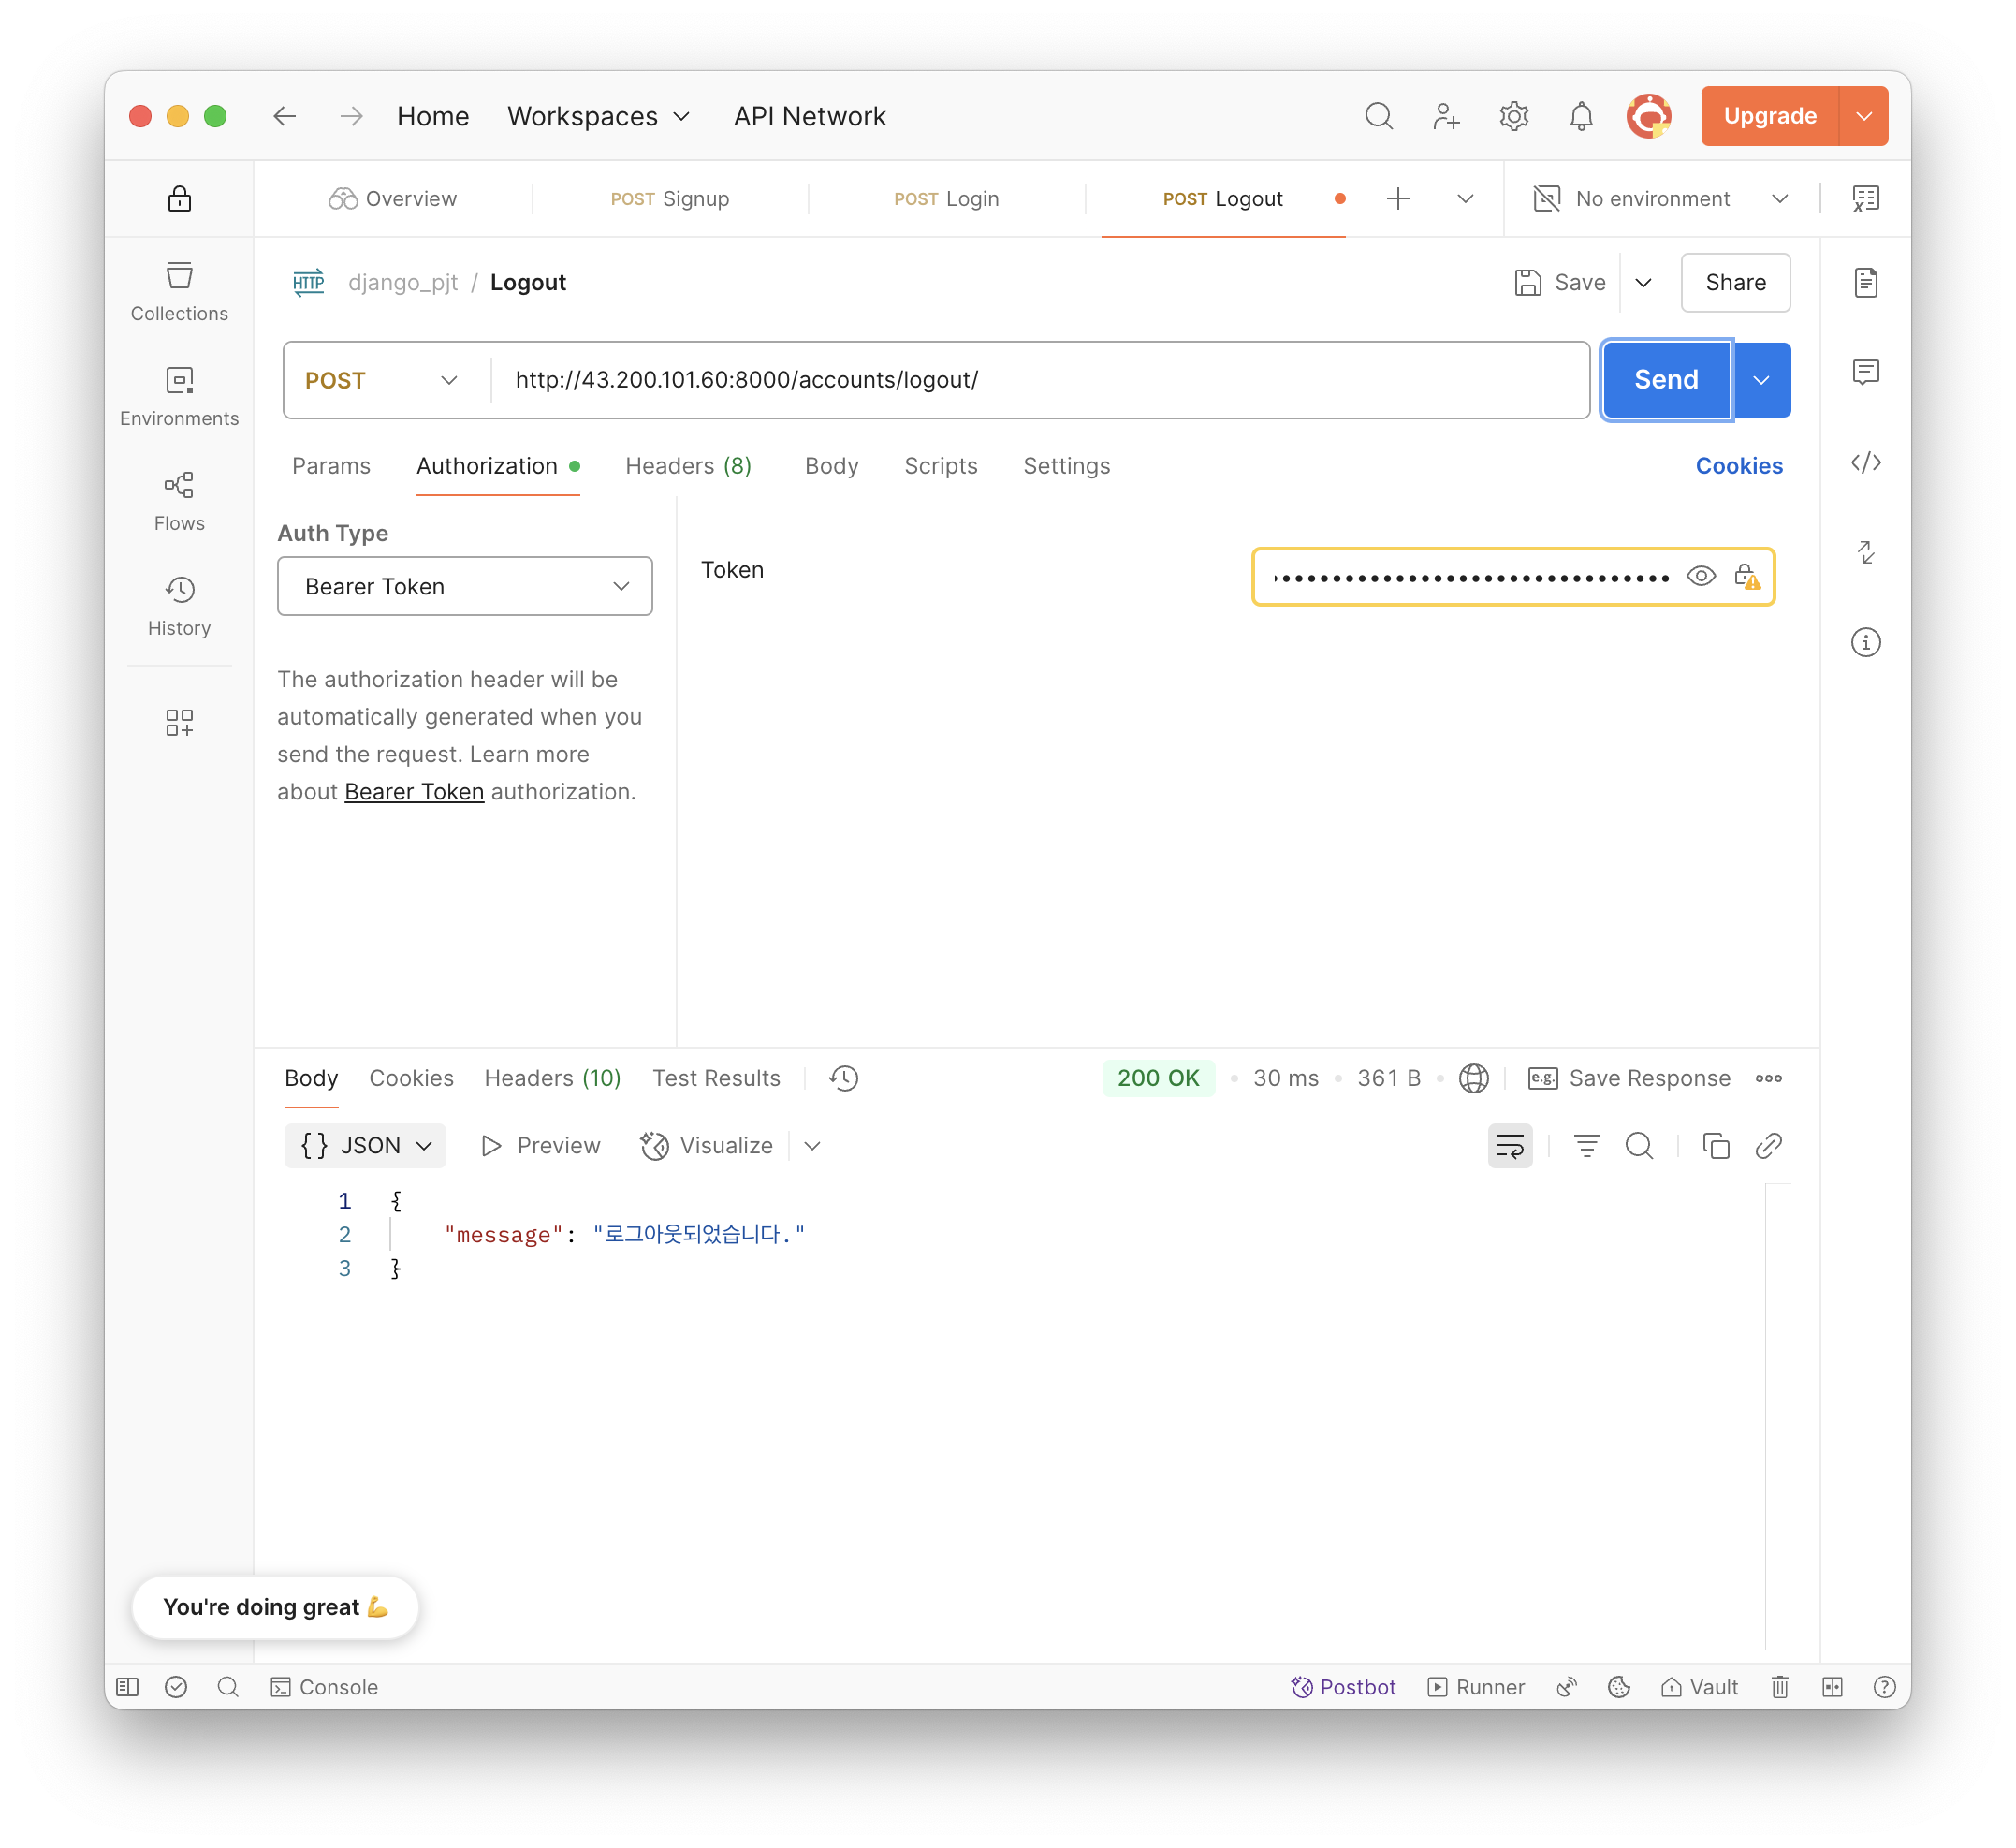 Home
Workspaces
API Network
Upgrade
Overview
POST Signup
POST Login
POST Logout
No environment
Collections
Environments
Flows
History
HTTP
django_pjt / Logout
Save
Share
POST
http://43.200.101.60:8000/accounts/logout/
Send
Params
Authorization
Headers (8)
Body
Scripts
Settings
Cookies
Auth Type
Bearer Token
The authorization header will be
automatically generated when you
send the request. Learn more
about Bearer Token authorization.
Token
Body
Cookies
Headers (10)
Test Results
200 OK
30 ms
361 B
e.g.
Save Response
{} JSON
Preview
Visualize
1 {
2 "message": "로그아웃되었습니다."
3 }
You're doing great 💪
Console
Postbot
Runner
Vault